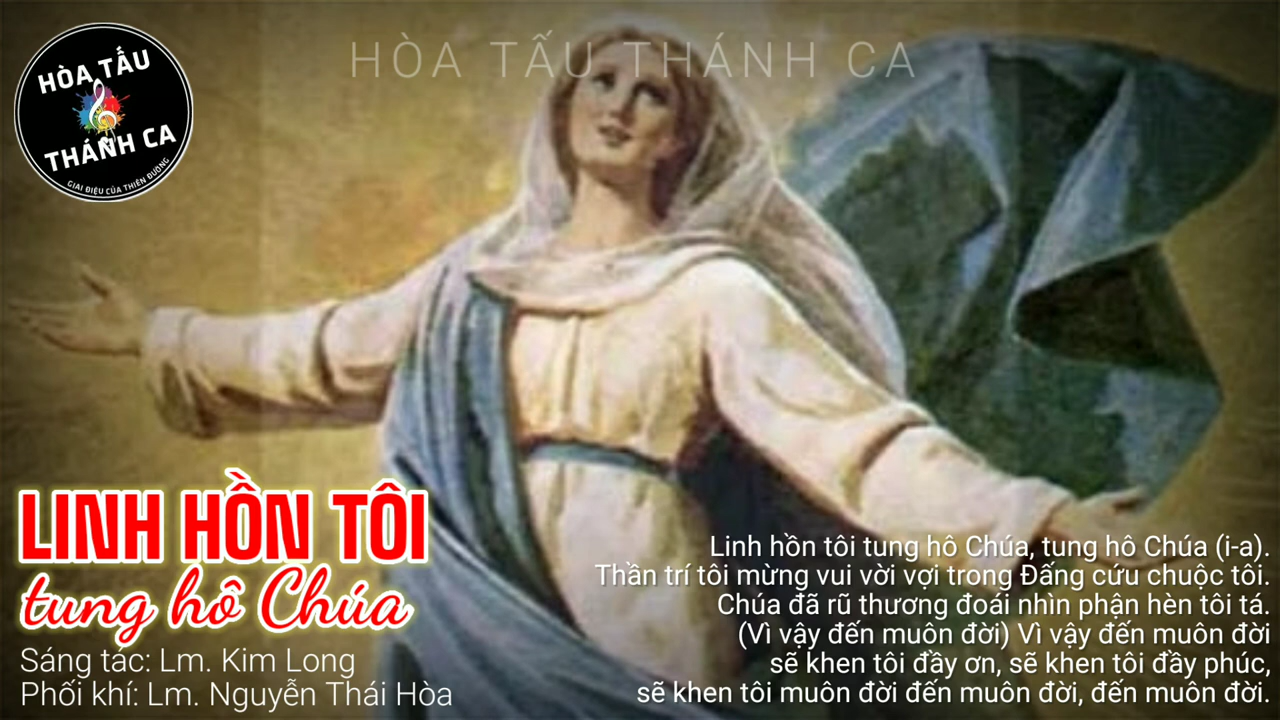 HÒA TẤU
THÁNH CA
GIAI ĐIỆU CỦA THIÊN ĐƯỜNG
HÒA TẤU THÁNH CA
LINH HỒN TÔI
tung hô Chúa
Sáng tác: Lm. Kim Long
Phối khí: Lm. Nguyễn Thái Hòa
Linh hồn tôi tung hô Chúa, tung hô Chúa (i-a).
Thần trí tôi mừng vui vời vợi trong Đấng cứu chuộc tôi.
Chúa đã rũ thương đoái nhìn phận hèn tôi tá.
(Vì vậy đến muôn đời) Vì vậy đến muôn đời
sẽ khen tôi đầy ơn, sẽ khen tôi đầy phúc,
sẽ khen tôi muôn đời đến muôn đời, đến muôn đời.